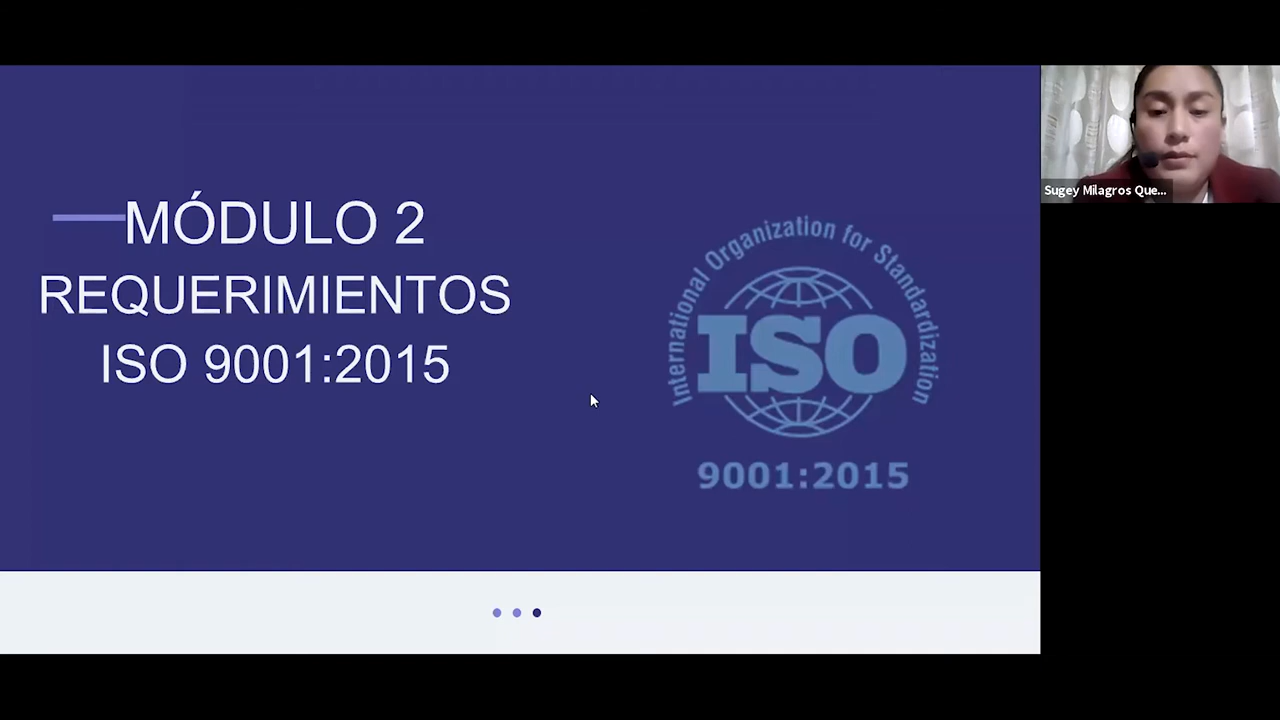 MÓDULO 2
REQUERIMIENTOS
ISO 9001:2015
International Organization for Standardization
ISO
9001:2015
Sugey Milagros Que...